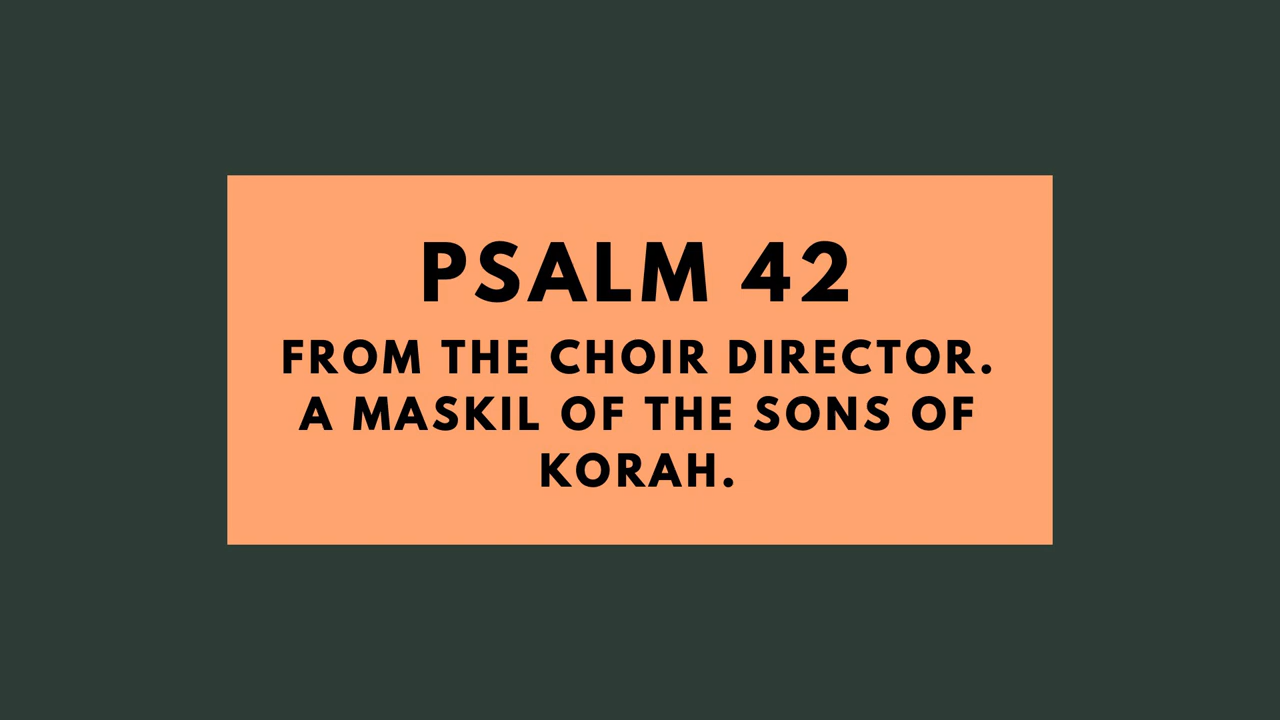 PSALM 42
FROM THE CHOIR DIRECTOR.
A MASKIL OF THE SONS OF
KORAH.